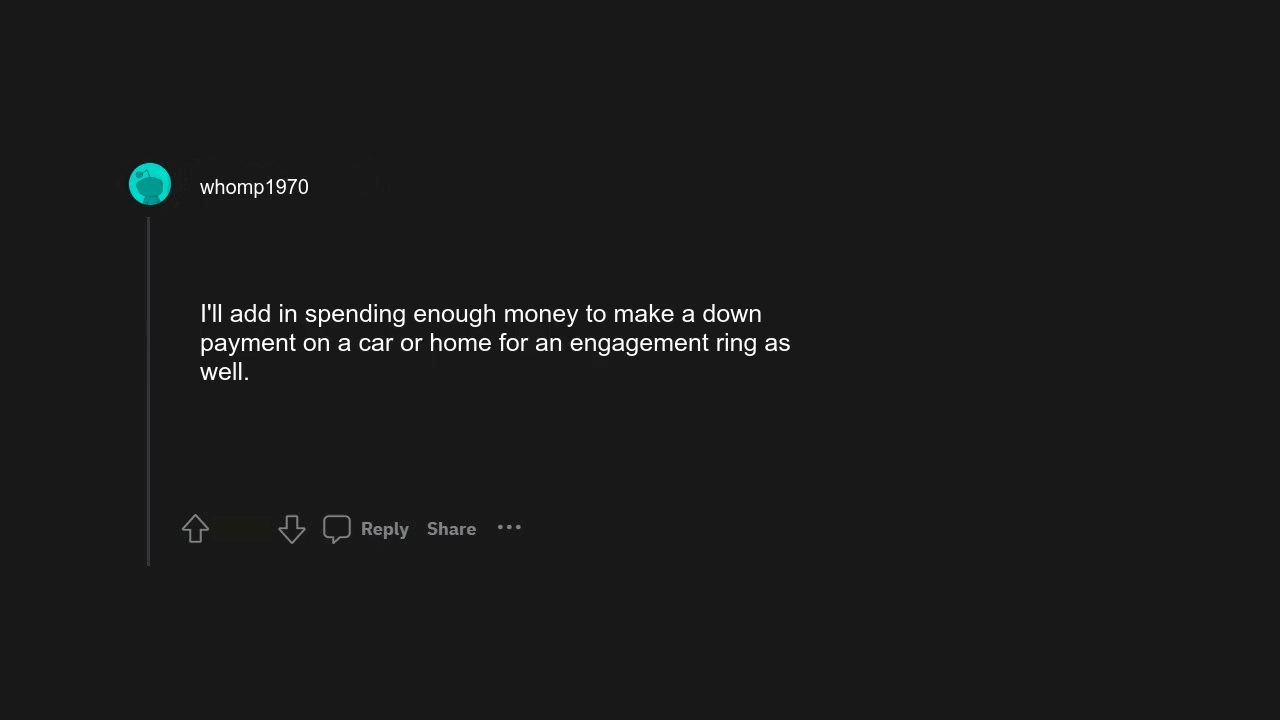 whomp1970
I'll add in spending enough money to make a down
payment on a car or home for an engagement ring as
well.
Reply Share